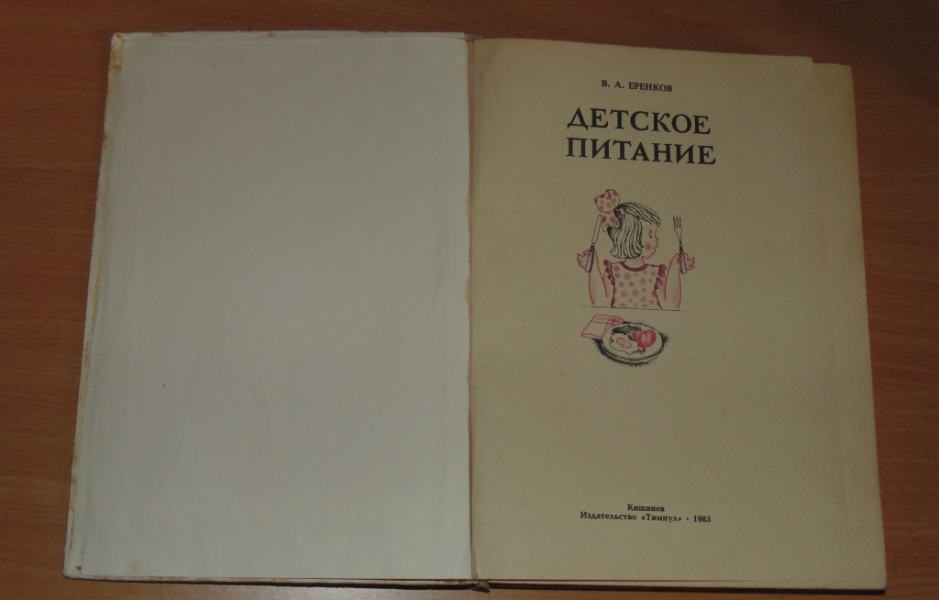 В. А. ЕРЕНКОВ
ДЕТСКОЕ
ПИТАНИЕ
Кишинев
Издательство «Тимпул» • 1985